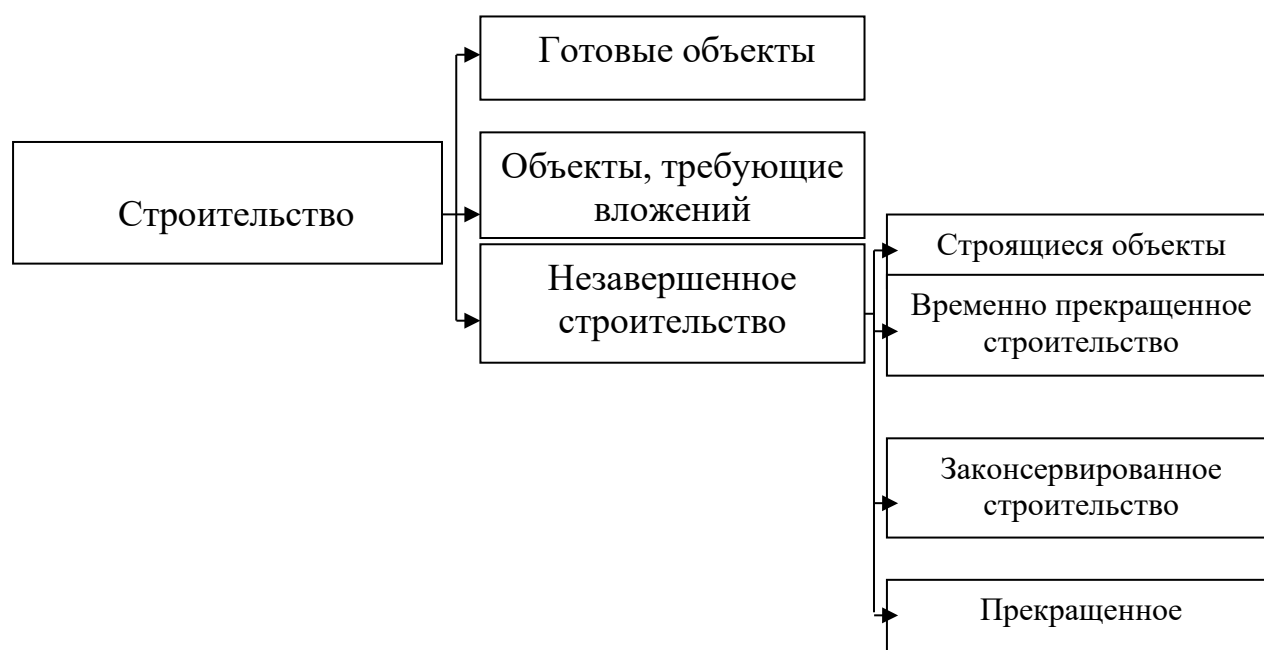 Готовые объекты
Строительство
Объекты, требующие
вложений
Незавершенное
строительство
Строящиеся объекты
Временно прекращенное
строительство
Законсервированное
строительство
Прекращенное